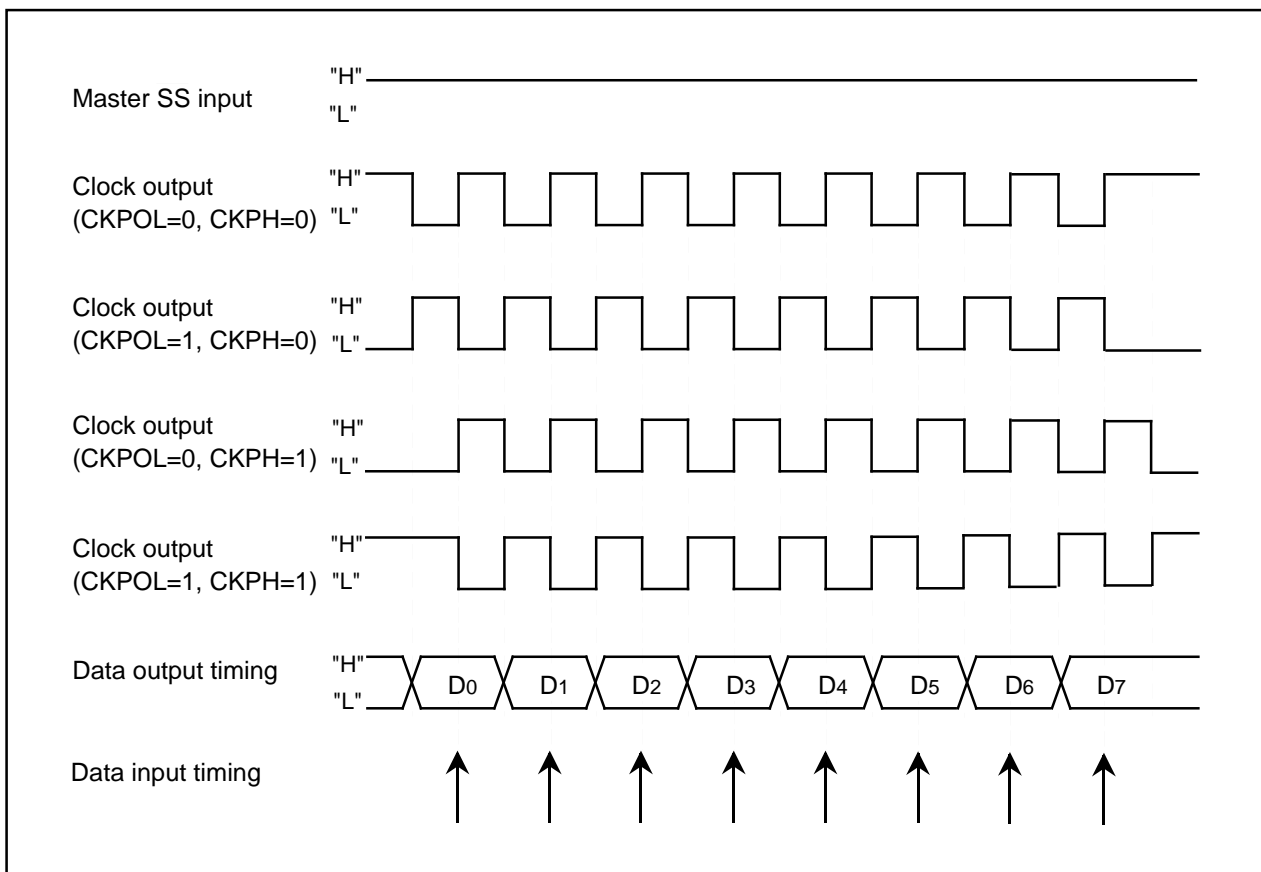 Master SS input
"H"
"L"
Clock output
(CKPOL=0, CKPH=0)
"H"
"L"
Clock output
(CKPOL=1, CKPH=0)
"H"
"L"
Clock output
(CKPOL=0, CKPH=1)
"H"
"L"
Clock output
(CKPOL=1, CKPH=1)
"H"
"L"
Data output timing
"H"
"L"
D0 D1 D2 D3 D4 D5 D6 D7
Data input timing